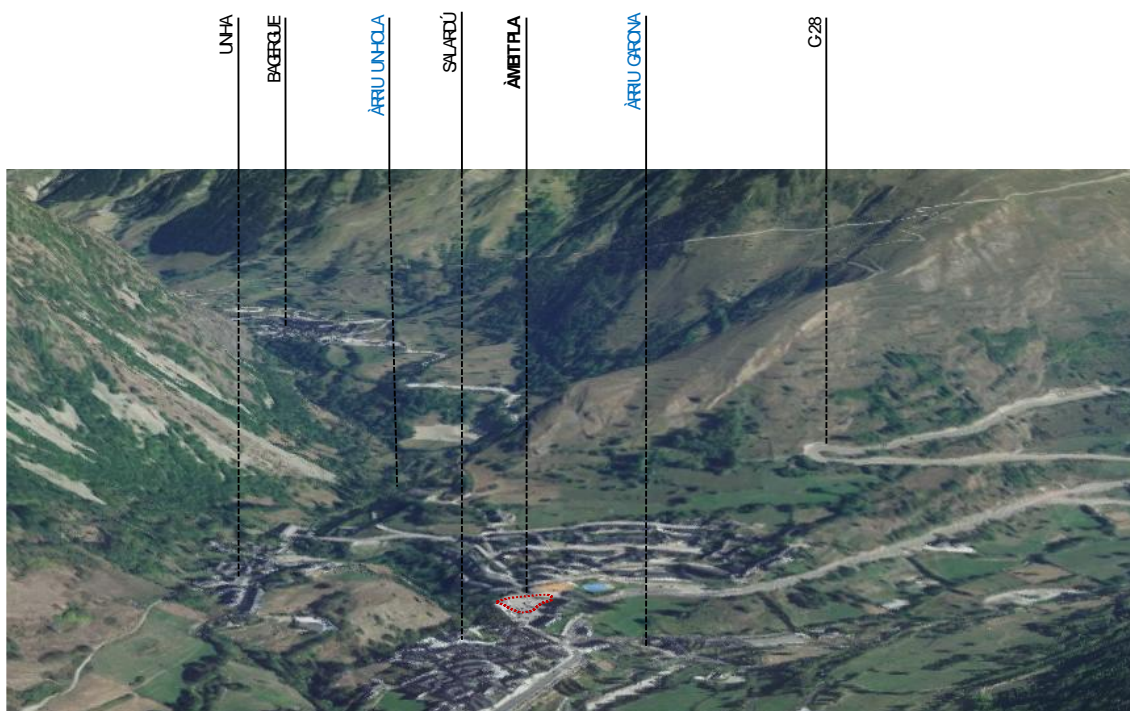 UNHA
BAGERGUE
ÀRRIU UNHOLA
SALARDÚ
ÀMBIT PLA
ÀRRIU GARONA
C-28